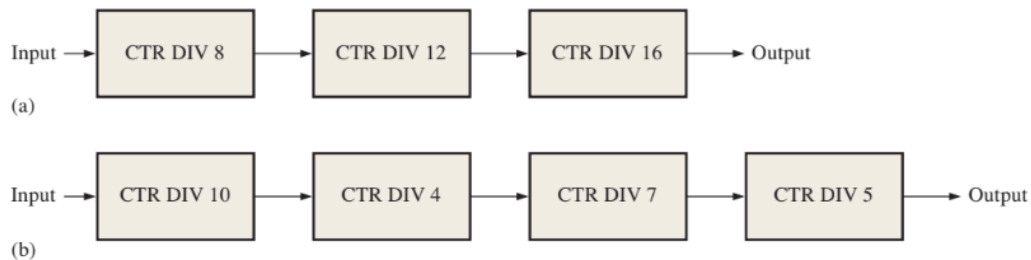 Input CTR DIV 8 CTR DIV 12 CTR DIV 16 Output
(a)
Input CTR DIV 10 CTR DIV 4 CTR DIV 7 CTR DIV 5 Output
(b)